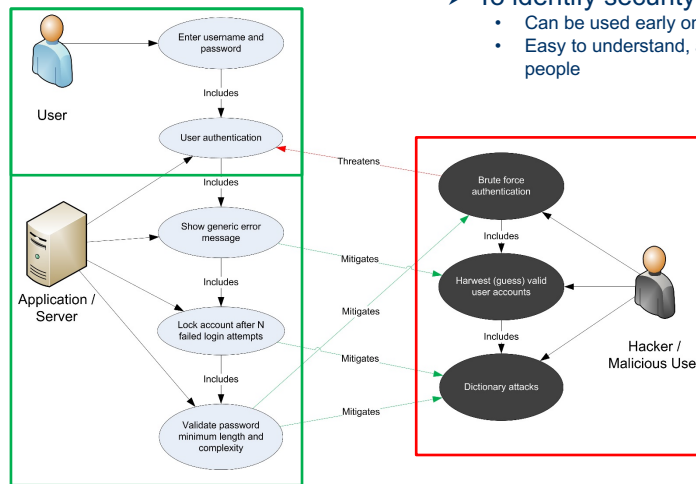 To identify security
• Can be used early or
• Easy to understand,
people
Enter username and
password
User
Includes
User authentication
Threatens
Includes
Brute force
authentication
Show generic error
message
Includes
Mitigates
Application /
Server
Includes
Harvest (guess) valid
user accounts
Mitigates
Lock account after N
failed login attempts
Includes
Hacker /
Malicious Use
Mitigates
Includes
Dictionary attacks
Mitigates
Validate password
minimum length and
complexity